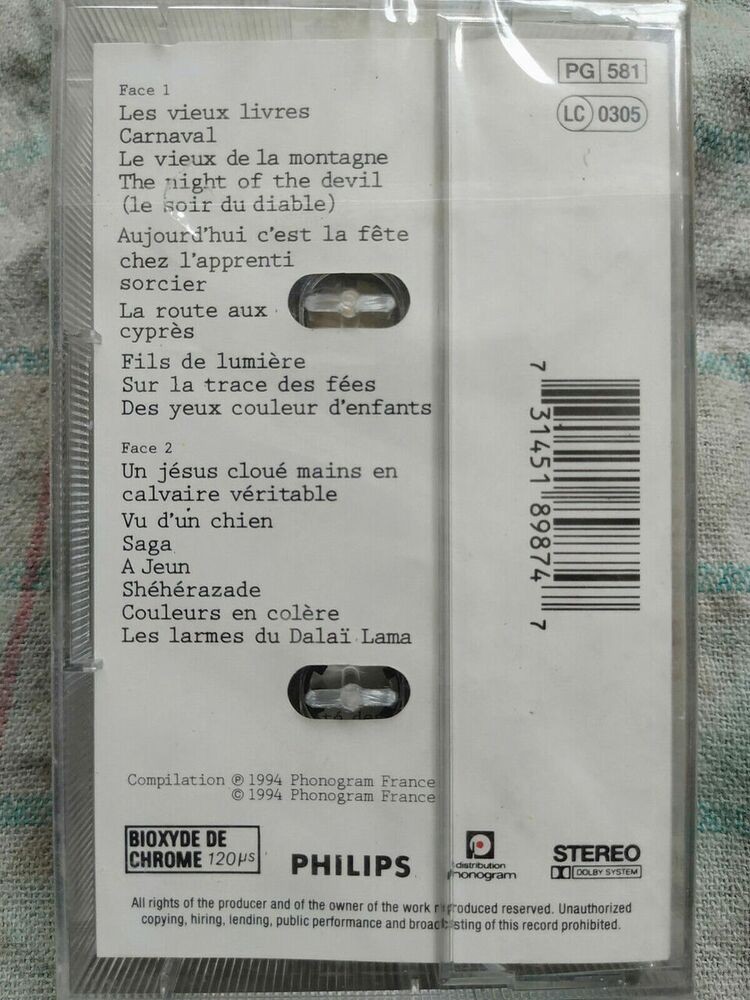 Face 1
Les vieux livres
Carnaval
Le vieux de la montagne
The night of the devil
(le soir du diable)
Aujourd'hui c'est la fête
chez l'apprenti
sorcier
La route aux
cyprès
Fils de lumière
Sur la trace des fées
Des yeux couleur d'enfants
Face 2
Un jésus cloué mains en
calvaire véritable
Vu d'un chien
Saga
A Jeun
Shéhérazade
Couleurs en colère
Les larmes du Dalaï Lama
Compilation ℗ 1994 Phonogram France
© 1994 Phonogram France
BIOXYDE DE
CHROME 120µs
PHILIPS
distribution
phonogram
STEREO
DOLBY SYSTEM
All rights of the producer and of the owner of the work reproduced reserved. Unauthorized
copying, hiring, lending, public performance and broadcasting of this record prohibited.
PG 581
LC 0305
7 31451 89874 7